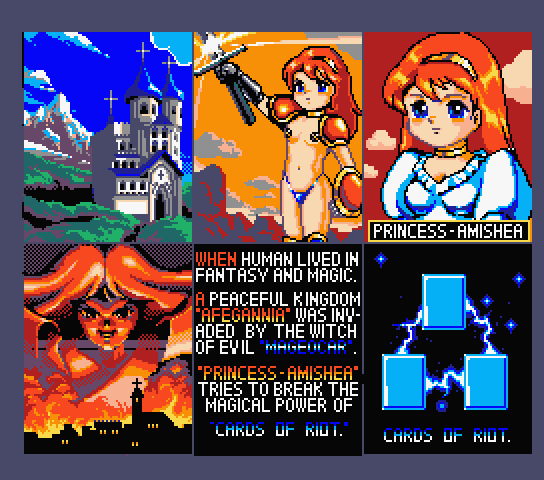 PRINCESS-AMISHEA
WHEN HUMAN LIVED IN
FANTASY AND MAGIC.
A PEACEFUL KINGDOM
"AFEGANNIA" WAS INV-
ADED BY THE WITCH
OF EVIL "MAGEOCAR".
"PRINCESS-AMISHEA"
TRIES TO BREAK THE
MAGICAL POWER OF
"CARDS OF RIOT."
CARDS OF RIOT.